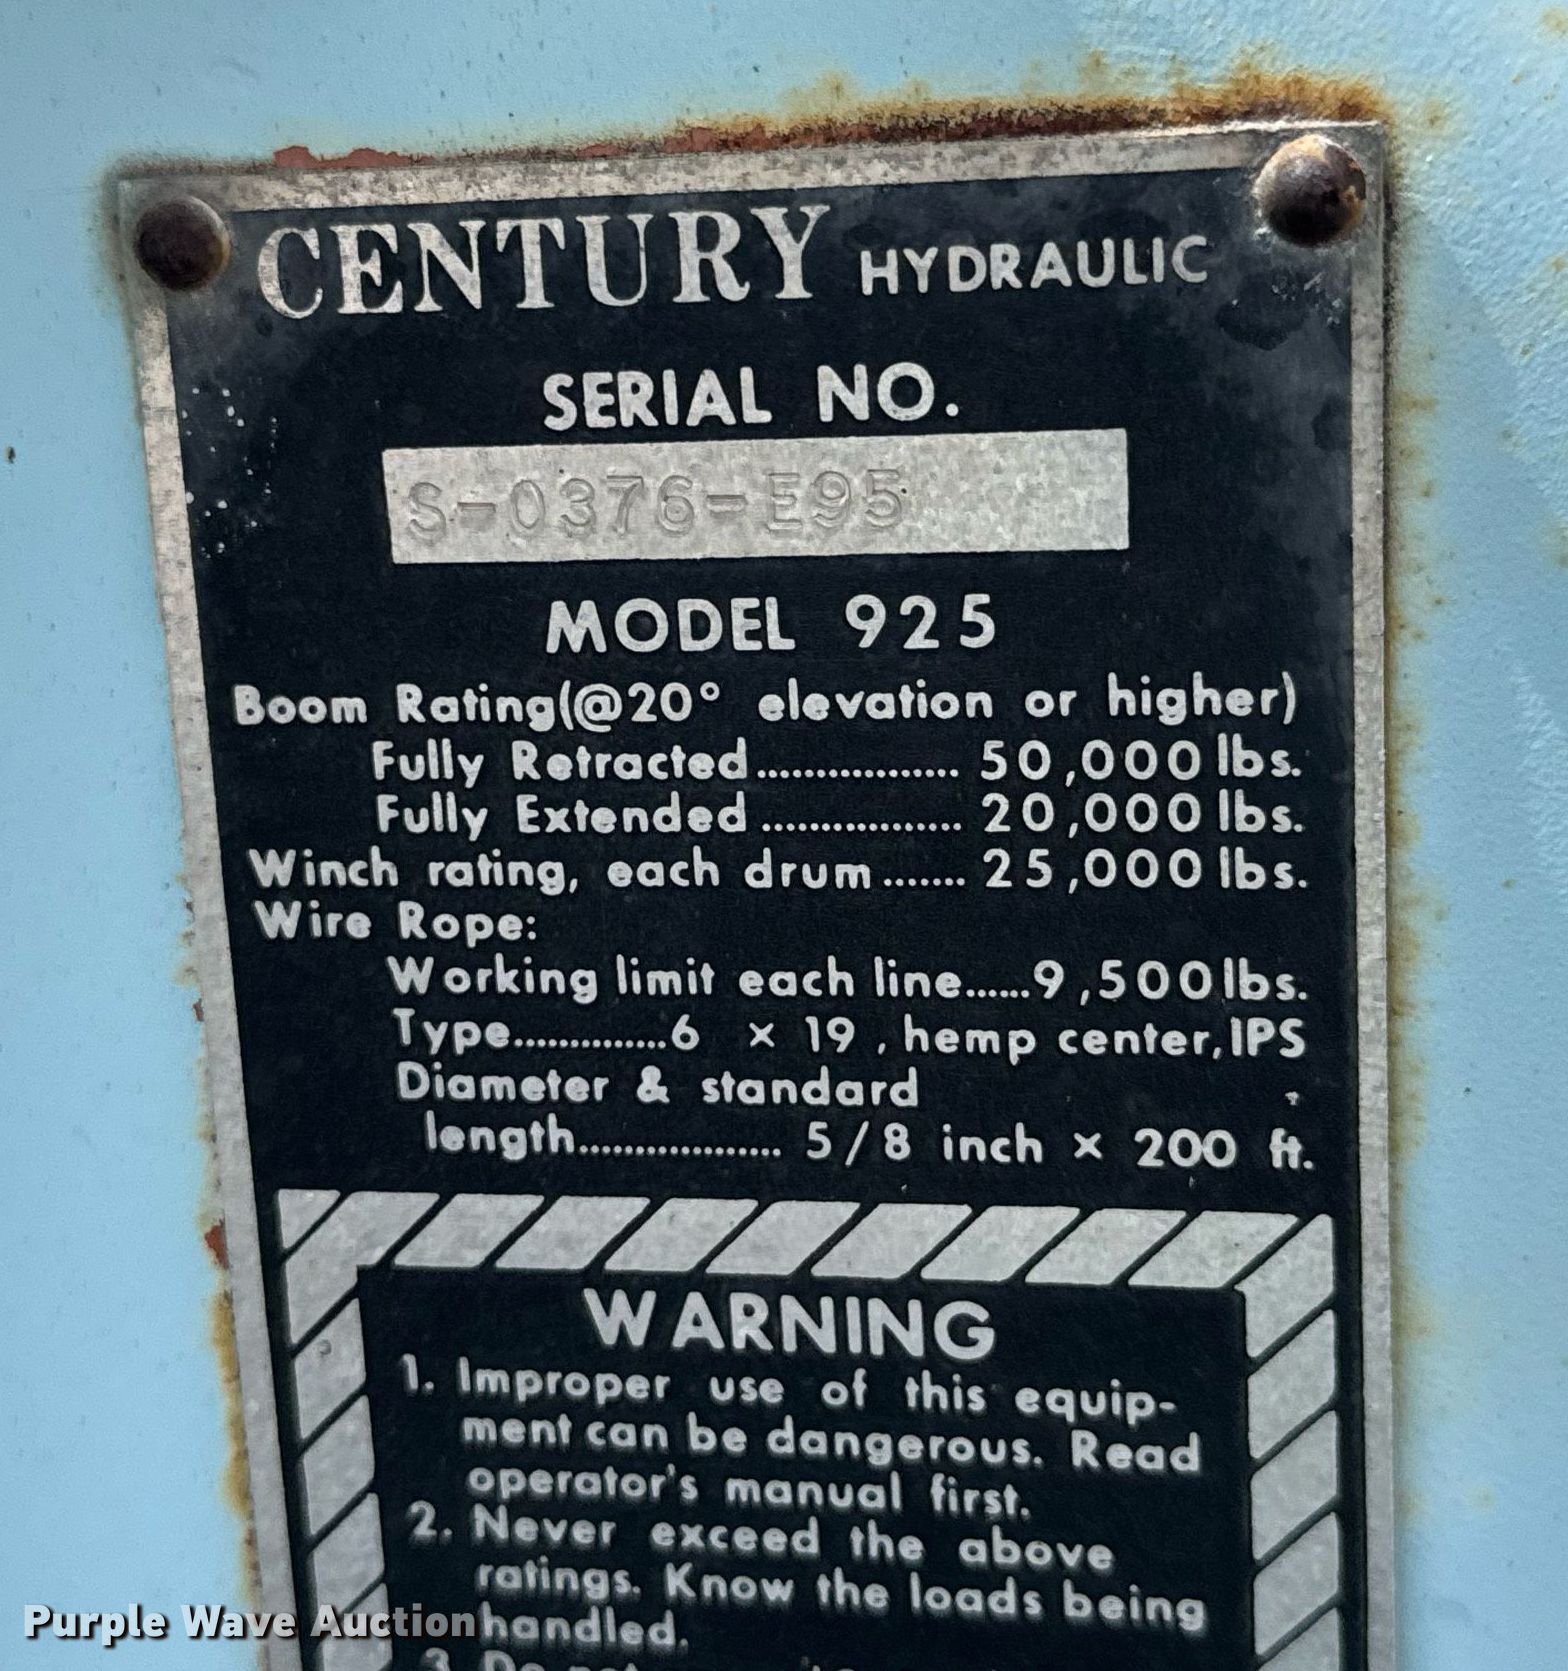 CENTURY HYDRAULIC
SERIAL NO.
S-0376-E95
MODEL 925
Boom Rating(@20° elevation or higher)
Fully Retracted................. 50,000 lbs.
Fully Extended ................. 20,000 lbs.
Winch rating, each drum ....... 25,000 lbs.
Wire Rope:
Working limit each line......9,500 lbs.
Type..............6 x 19, hemp center, IPS
Diameter & standard
length.................. 5/8 inch x 200 ft.
WARNING
1. Improper use of this equip-
ment can be dangerous. Read
operator's manual first.
2. Never exceed the above
ratings. Know the loads being
handled.
3. Do not
Purple Wave Auction